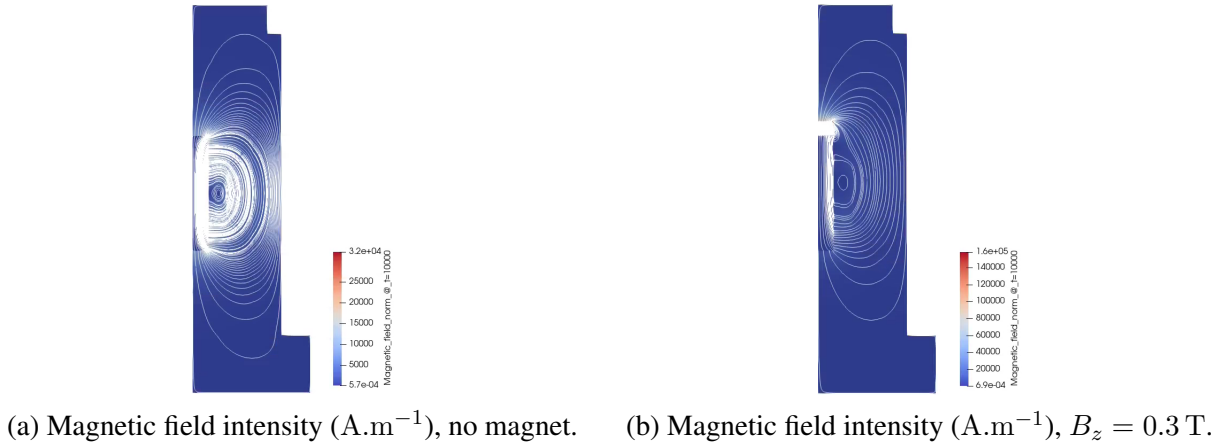 3.2e+04
25000
20000
15000
10000
5000
5.7e-04
Magnetic_field_norm_@_t=10000
1.6e+05
140000
120000
100000
80000
60000
40000
20000
6.9e-04
Magnetic_field_norm_@_t=10000
(a) Magnetic field intensity (A.m⁻¹), no magnet.
(b) Magnetic field intensity (A.m⁻¹), B_z = 0.3 T.